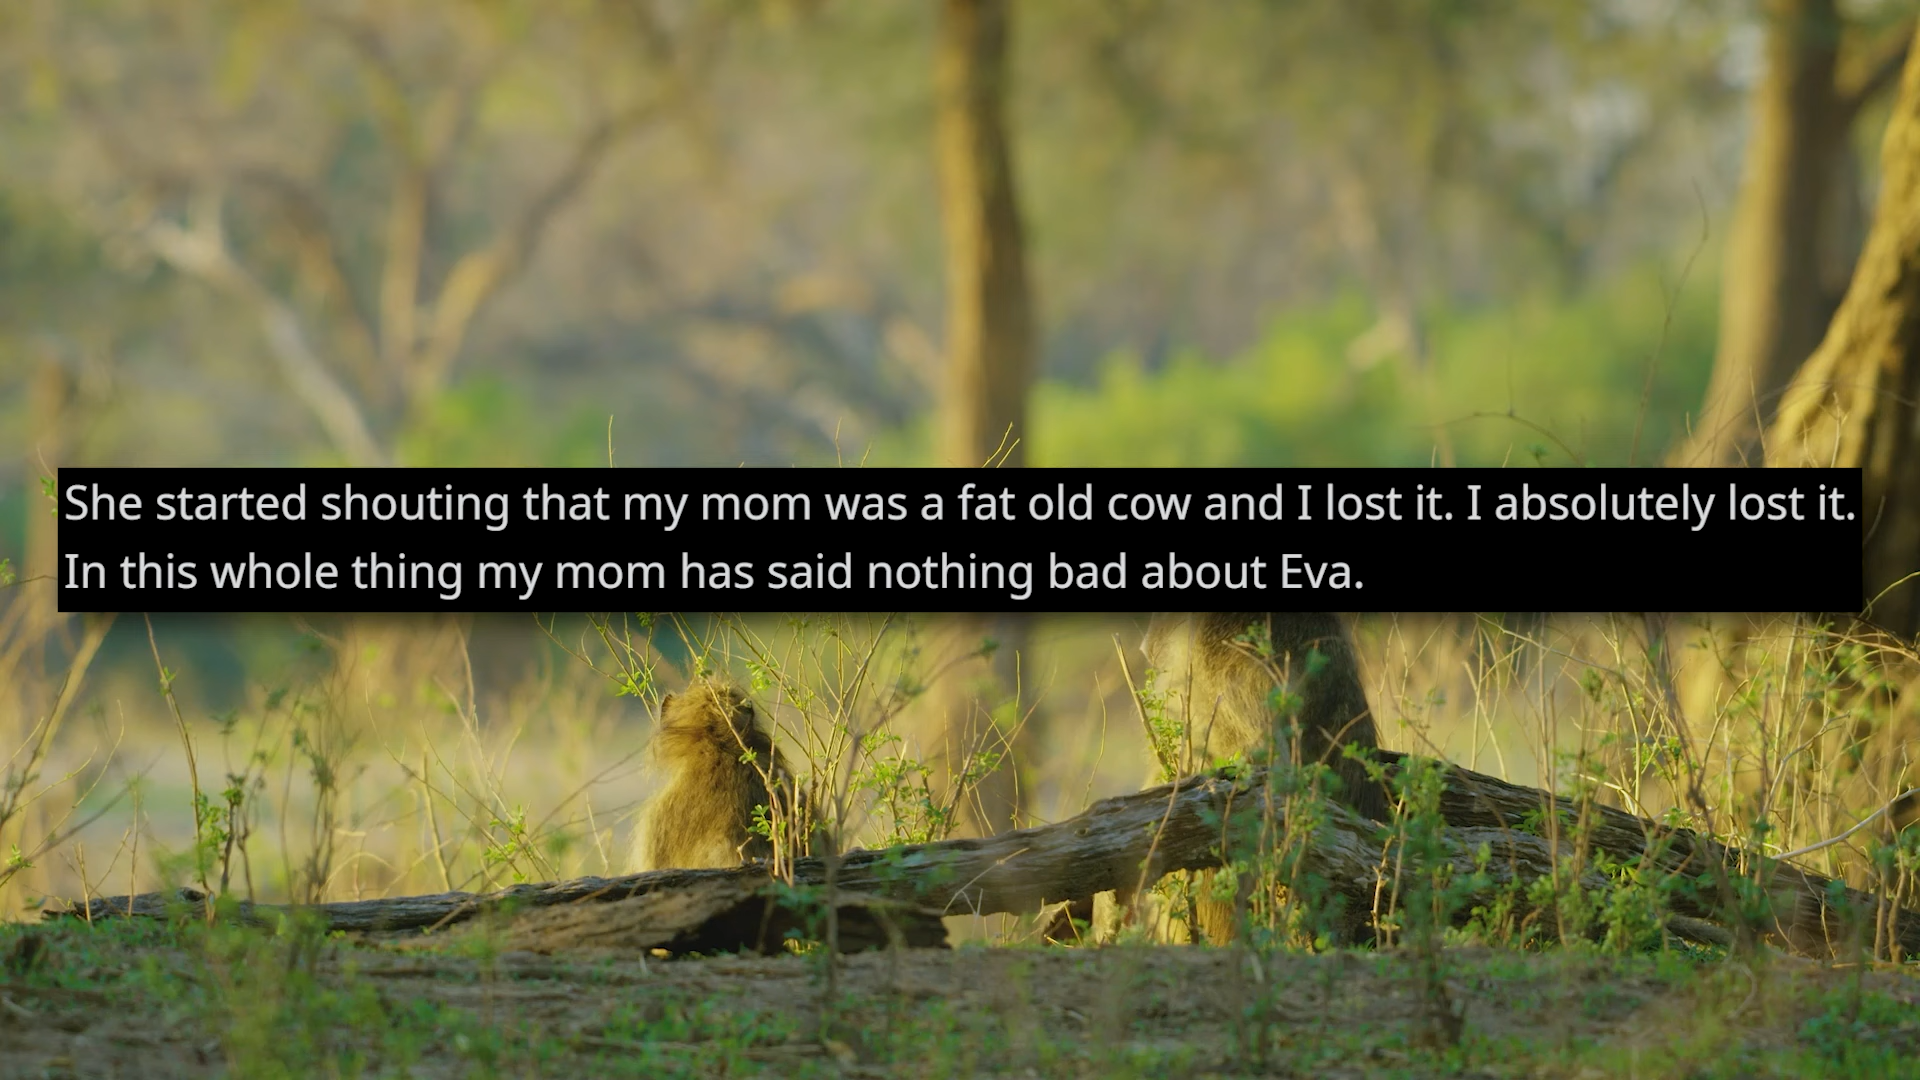 She started shouting that my mom was a fat old cow and I lost it. I absolutely lost it.
In this whole thing my mom has said nothing bad about Eva.